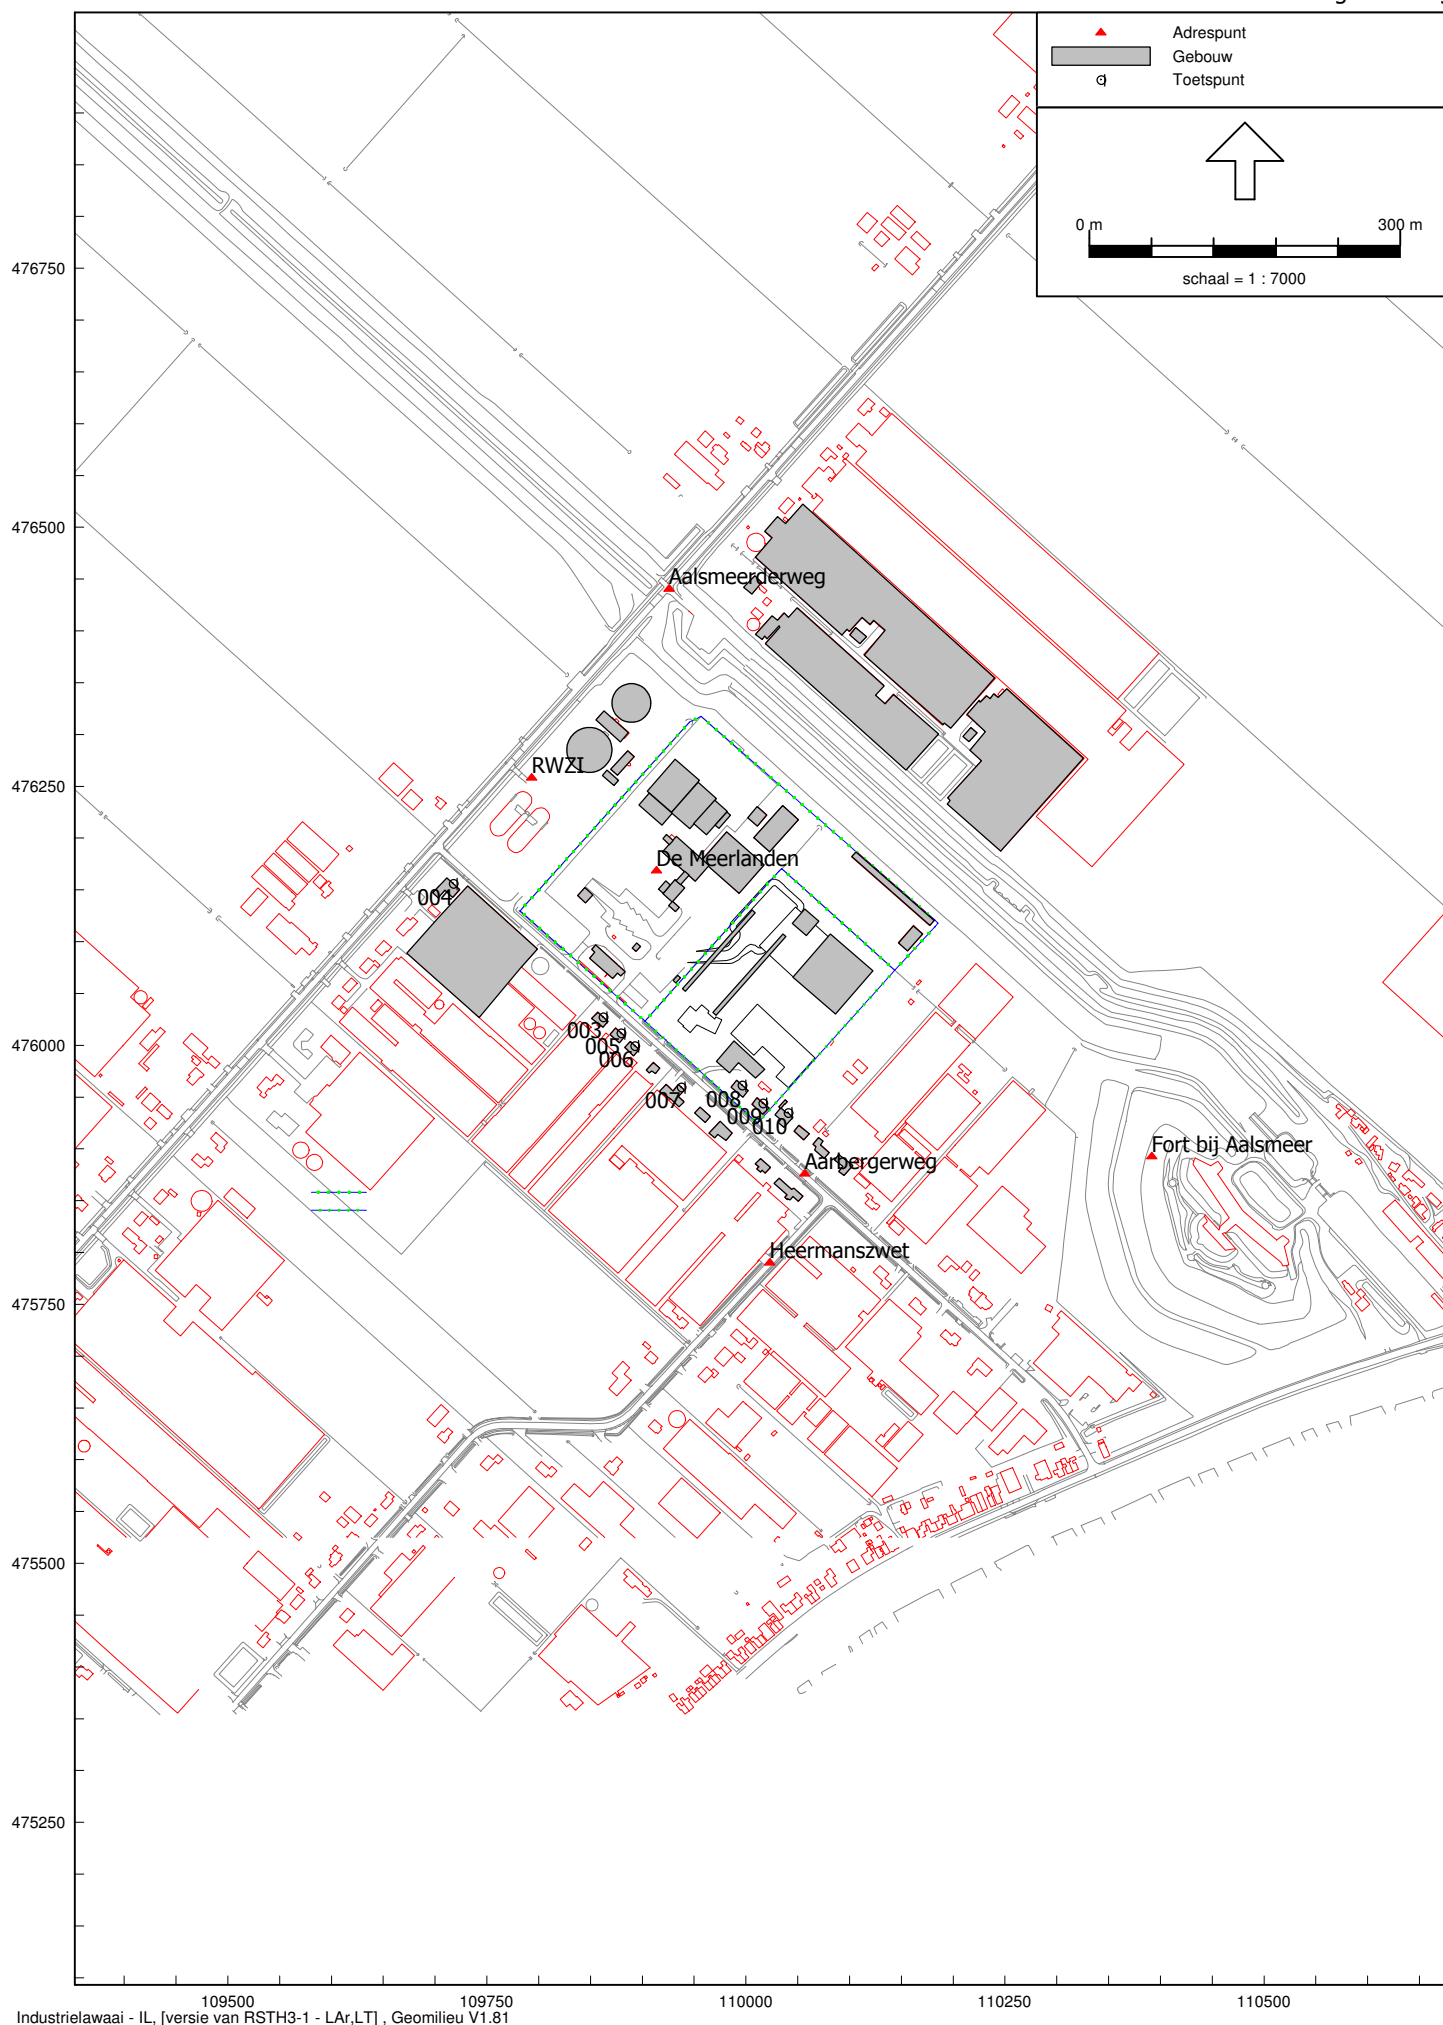 Adrespunt
Gebouw
Toetspunt
0 m 300 m
schaal = 1 : 7000
476750
476500
476250
476000
475750
475500
475250
Aalsmeerderweg
RWZI
De Meerlanden
004
003
005
006
007
008
009
010
Aarbergerweg
Fort bij Aalsmeer
Heermanszwet
109500 109750 110000 110250 110500
Industrielawaai - IL, [versie van RSTH3-1 - LAr,LT] , Geomilieu V1.81